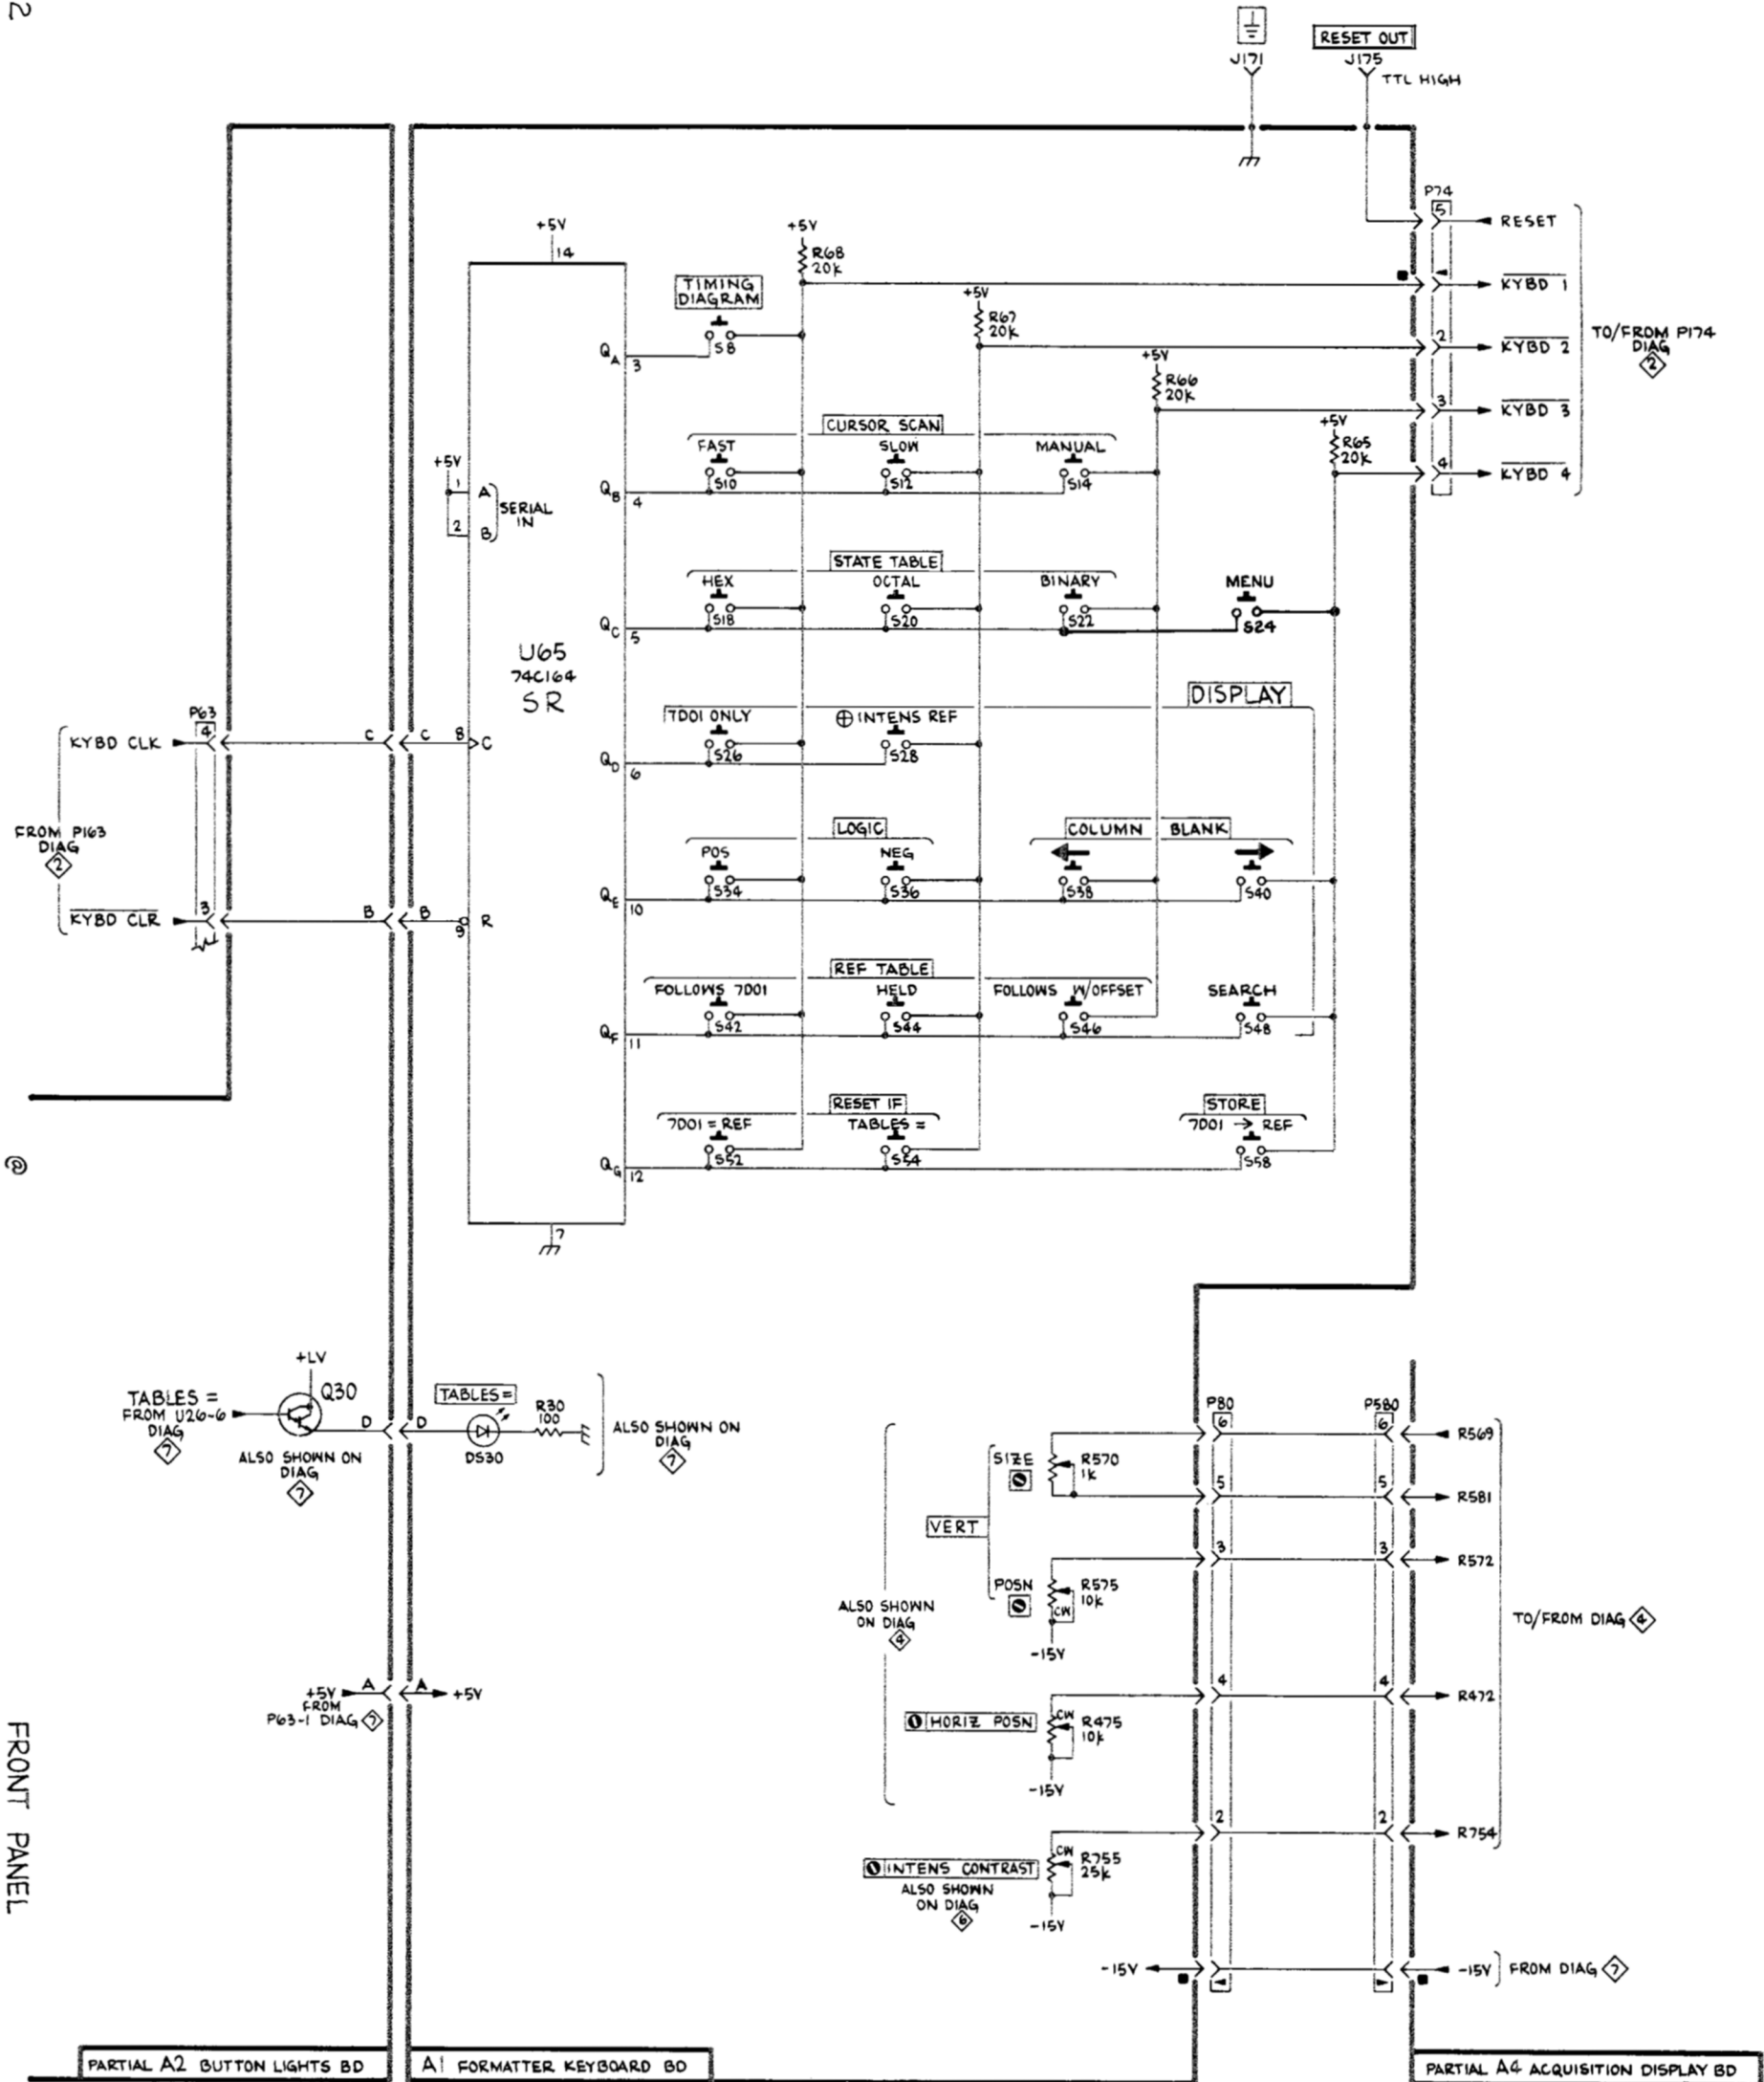 2
RESET OUT
J171
J175
TTL HIGH
P74
5
RESET
+5V
14
+5V
R68
20K
TIMING
DIAGRAM
S8
QA
3
KYBD 1
+5V
R67
20K
2
KYBD 2
TO/FROM P174
DIAG
2
+5V
R66
20K
3
KYBD 3
+5V
R65
20K
4
KYBD 4
CURSOR SCAN
FAST
SLOW
MANUAL
S10
S12
S14
QB
4
+5V
1
A
2
B
SERIAL
IN
STATE TABLE
HEX
OCTAL
BINARY
MENU
S18
S20
S22
S24
QC
5
U65
74C164
SR
DISPLAY
7D01 ONLY
INTENS REF
S26
S28
QD
6
P63
4
KYBD CLK
C
C
8
C
FROM P163
DIAG
2
LOGIC
COLUMN BLANK
POS
NEG
S34
S36
S38
S40
QE
10
3
KYBD CLR
B
B
9
R
REF TABLE
FOLLOWS 7D01
HELD
FOLLOWS W/OFFSET
SEARCH
S42
S44
S46
S48
QF
11
RESET IF
STORE
7D01 = REF
TABLES =
7D01 → REF
S52
S54
S58
QG
12
7
@
+LV
Q30
TABLES =
FROM U26-6
DIAG
7
D
D
TABLES =
DS30
R30
100
ALSO SHOWN ON
DIAG
7
ALSO SHOWN ON
DIAG
7
P80
P580
6
6
R569
SIZE
R570
1K
5
5
R581
VERT
3
3
R572
POSN
R575
10K
CW
-15V
ALSO SHOWN
ON DIAG
4
TO/FROM DIAG 4
4
4
R472
HORIZ POSN
CW
R475
10K
-15V
+5V
FROM
P63-1 DIAG 7
A
A
+5V
2
2
R754
INTENS CONTRAST
CW
R755
25K
ALSO SHOWN
ON DIAG
6
-15V
-15V
-15V
FROM DIAG 7
FRONT PANEL
PARTIAL A2 BUTTON LIGHTS BD
A1 FORMATTER KEYBOARD BD
PARTIAL A4 ACQUISITION DISPLAY BD